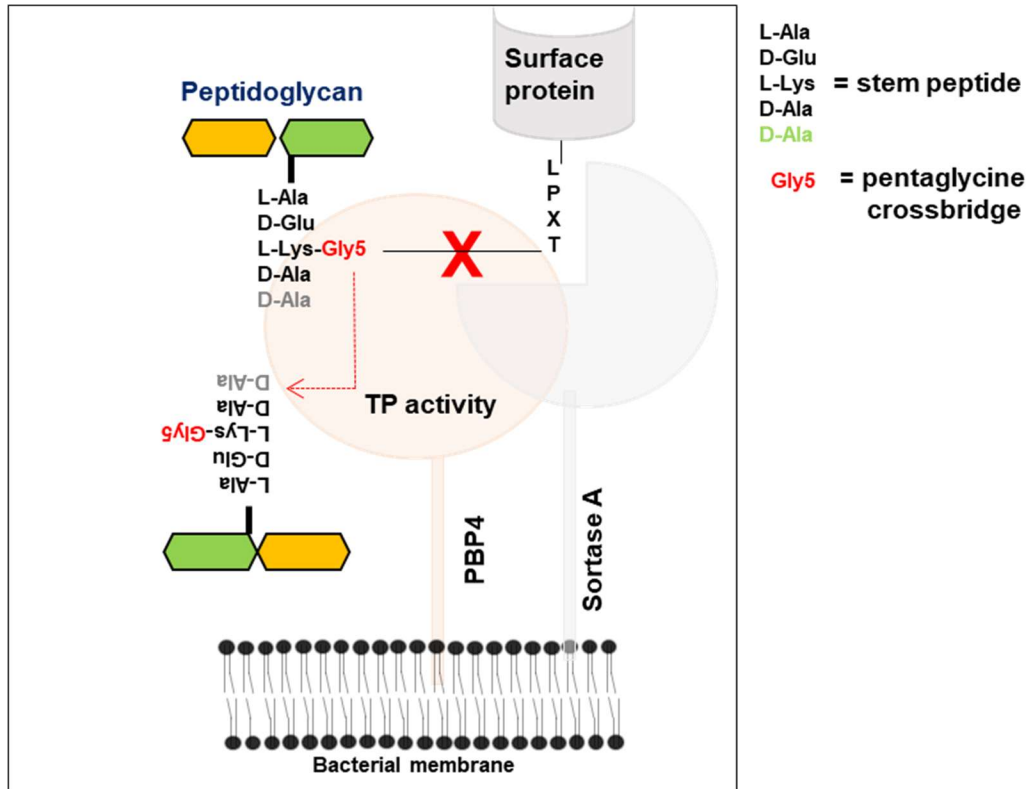 Surface
protein
Peptidoglycan
L
P
X
T
L-Ala
D-Glu
L-Lys-Gly5
D-Ala
D-Ala
X
D-Ala
D-Ala
L-Lys-Gly5
D-Glu
L-Ala
TP activity
PBP4
Sortase A
Bacterial membrane
L-Ala
D-Glu
L-Lys = stem peptide
D-Ala
D-Ala
Gly5 = pentaglycine
crossbridge